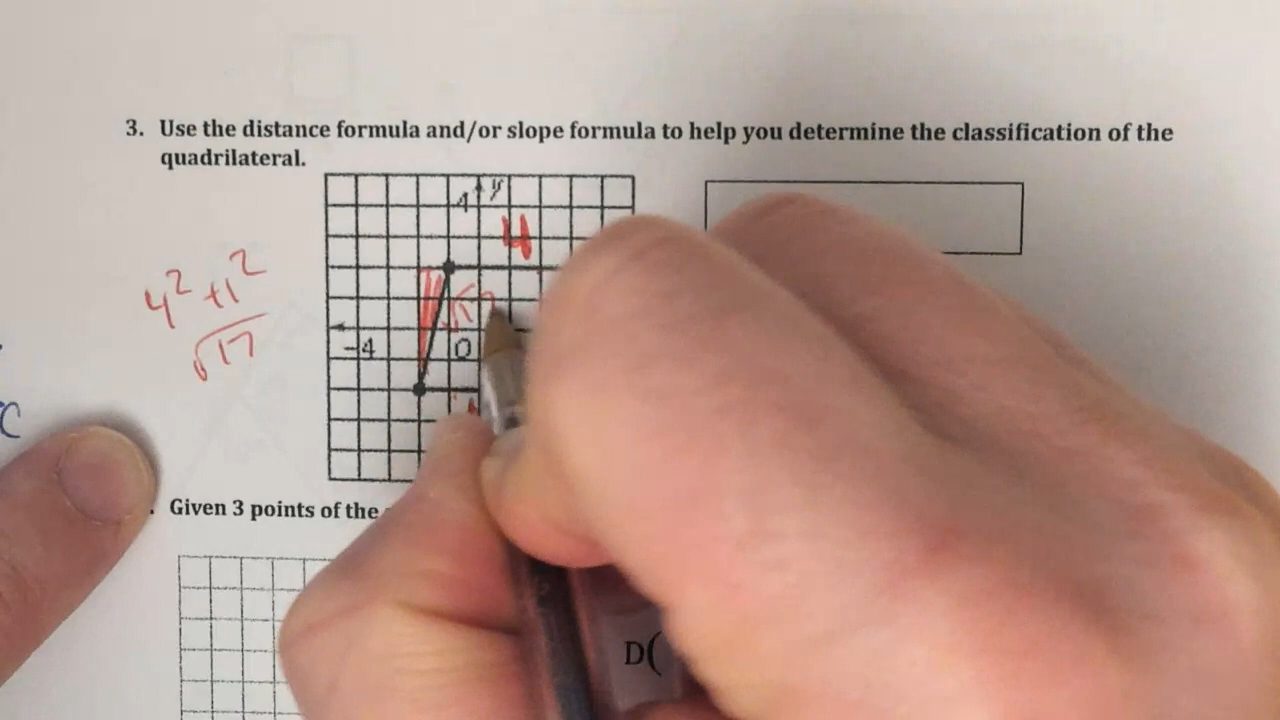 3. Use the distance formula and/or slope formula to help you determine the classification of the
quadrilateral.
4 y
4
4² +1²
√17
√17
-4 0
C
Given 3 points of the
D(